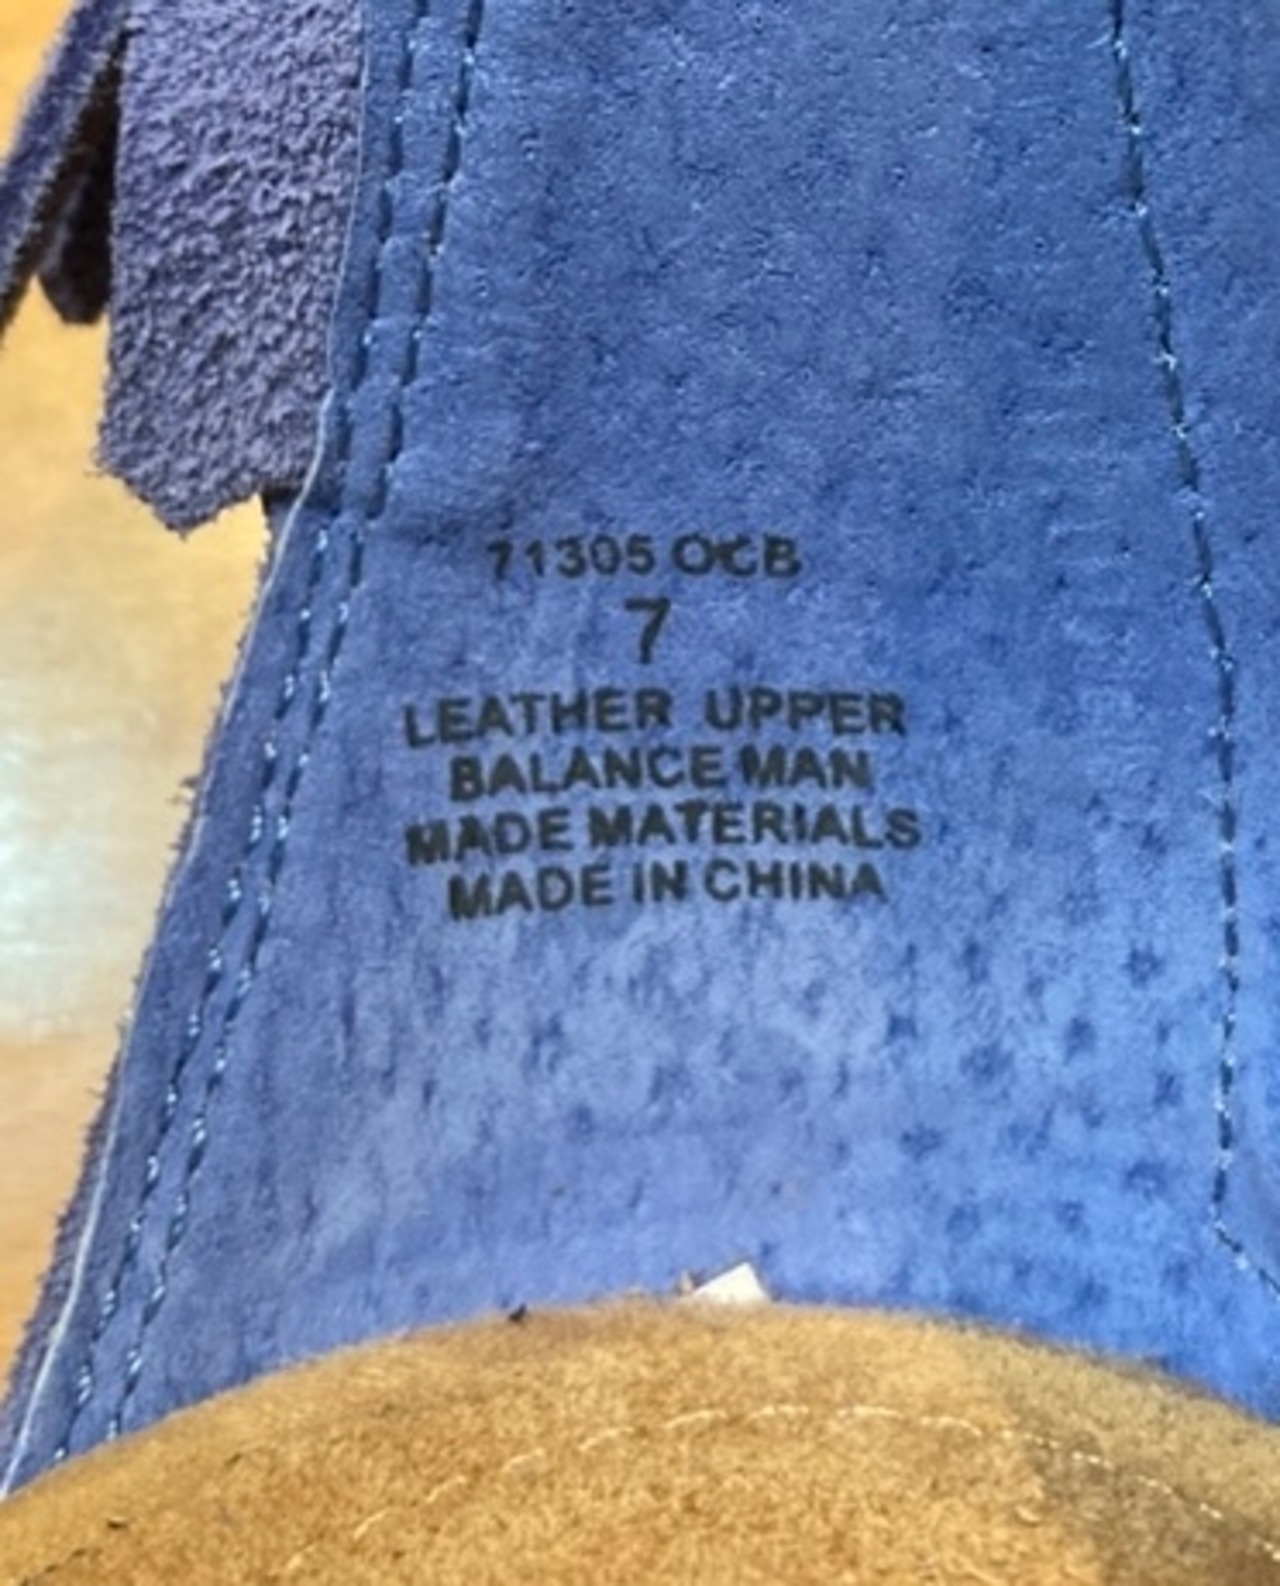 71305 OCB
7
LEATHER UPPER
BALANCE MAN
MADE MATERIALS
MADE IN CHINA